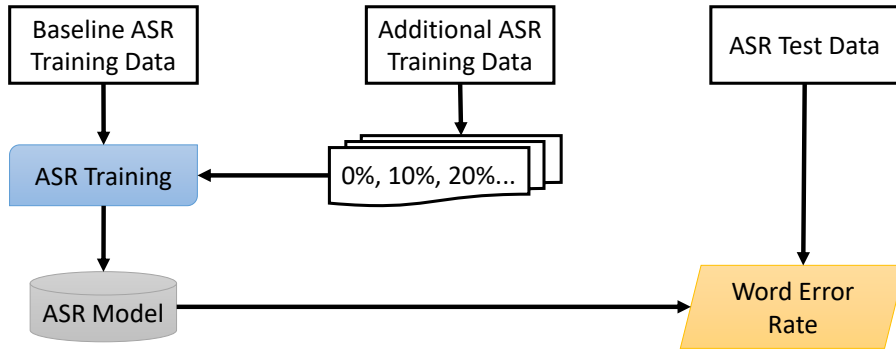 Baseline ASR
Training Data
Additional ASR
Training Data
ASR Test Data
ASR Training
0%, 10%, 20%...
ASR Model
Word Error
Rate